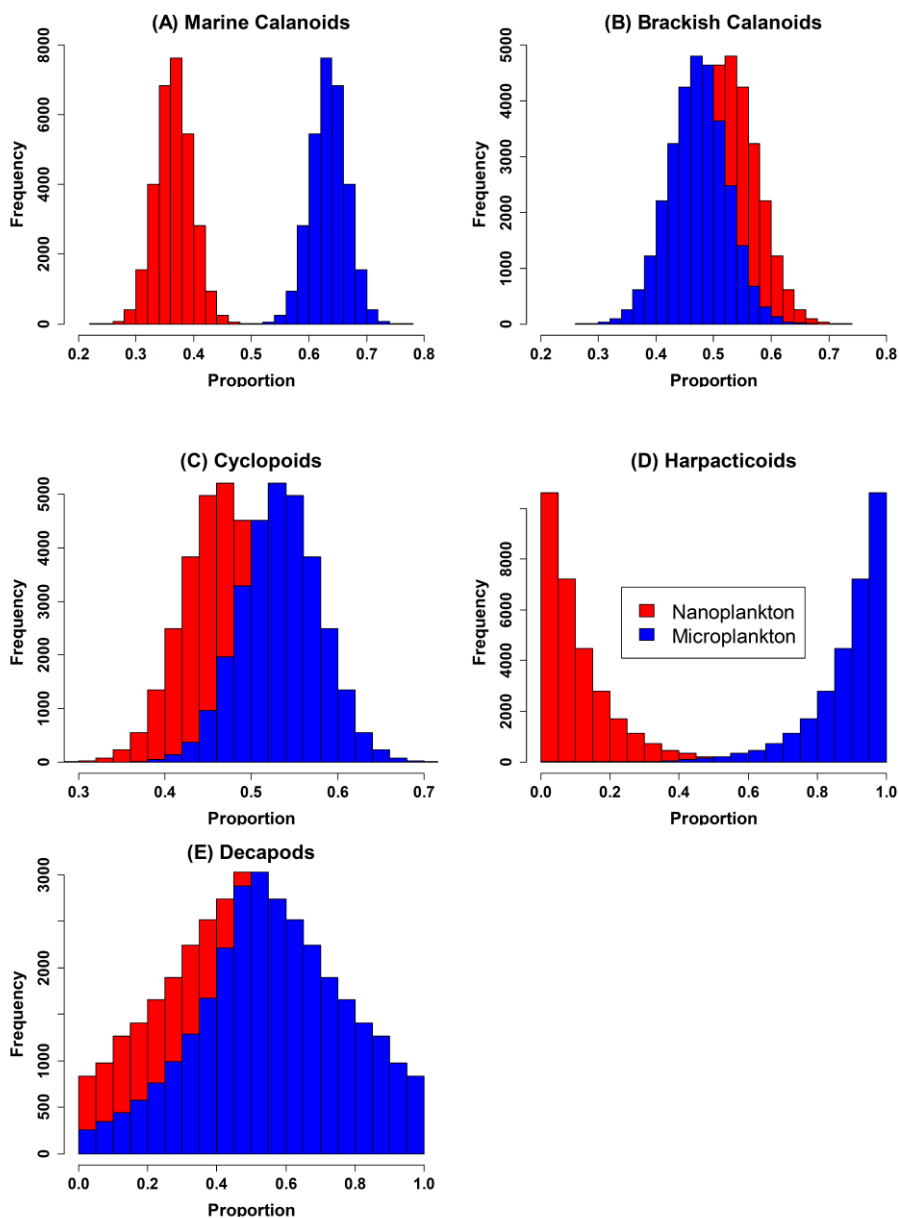 (A) Marine Calanoids
Frequency
0 2000 4000 6000 8000
0.2 0.3 0.4 0.5 0.6 0.7 0.8
Proportion
(B) Brackish Calanoids
Frequency
0 1000 2000 3000 4000 5000
0.2 0.3 0.4 0.5 0.6 0.7 0.8
Proportion
(C) Cyclopoids
Frequency
0 1000 2000 3000 4000 5000
0.3 0.4 0.5 0.6 0.7
Proportion
(D) Harpacticoids
Frequency
0 2000 4000 6000 8000
Nanoplankton
Microplankton
0.0 0.2 0.4 0.6 0.8 1.0
Proportion
(E) Decapods
Frequency
0 500 1000 2000 3000
0.0 0.2 0.4 0.6 0.8 1.0
Proportion